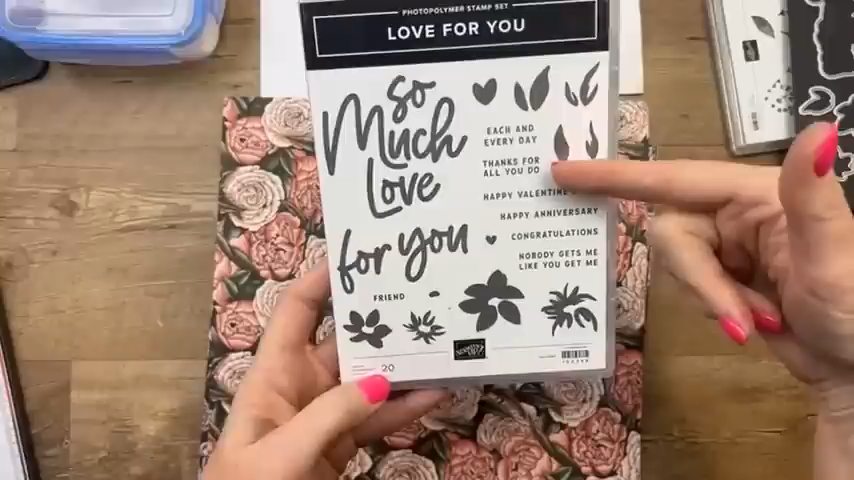 PHOTOPOLYMER STAMP SET
LOVE FOR YOU
so
Much
Love
for you
EACH AND
EVERY DAY
THANKS FOR
ALL YOU DO
HAPPY VALENTINE
HAPPY ANNIVERSARY
CONGRATULATIONS
NOBODY GETS ME
LIKE YOU GET ME
FRIEND
20